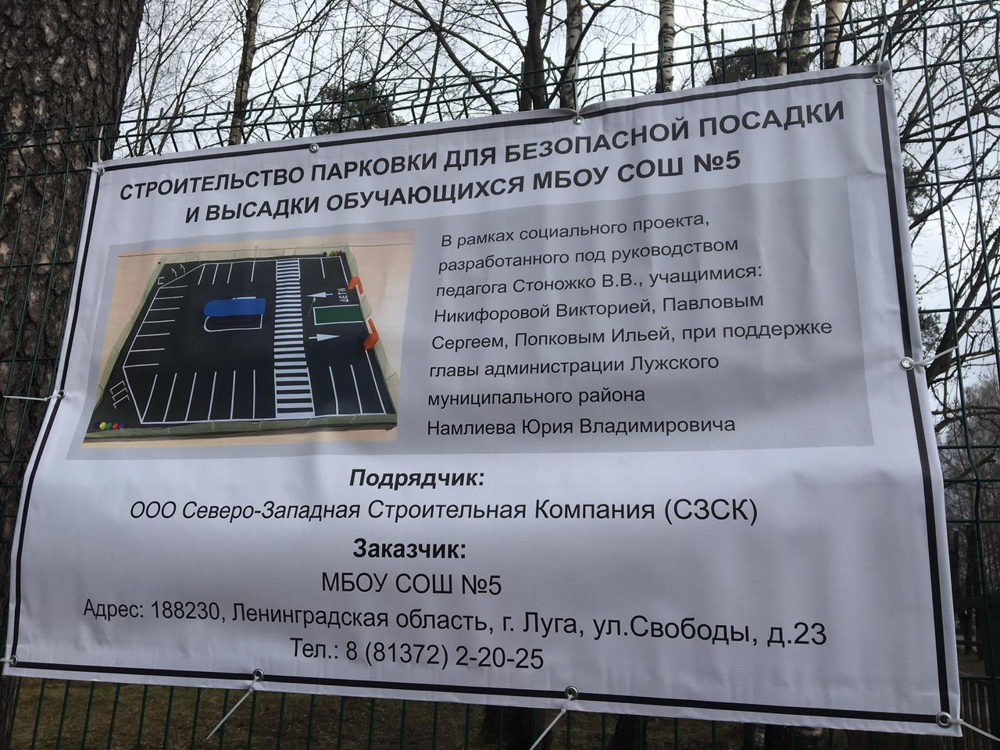 СТРОИТЕЛЬСТВО ПАРКОВКИ ДЛЯ БЕЗОПАСНОЙ ПОСАДКИ
И ВЫСАДКИ ОБУЧАЮЩИХСЯ МБОУ СОШ №5
В рамках социального проекта,
разработанного под руководством
педагога Стоножко В.В., учащимися:
Никифоровой Викторией, Павловым
Сергеем, Попковым Ильей, при поддержке
главы администрации Лужского
муниципального района
Намлиева Юрия Владимировича
ДЕТИ
Подрядчик:
ООО Северо-Западная Строительная Компания (СЗСК)
Заказчик:
МБОУ СОШ №5
Адрес: 188230, Ленинградская область, г. Луга, ул.Свободы, д.23
Тел.: 8 (81372) 2-20-25